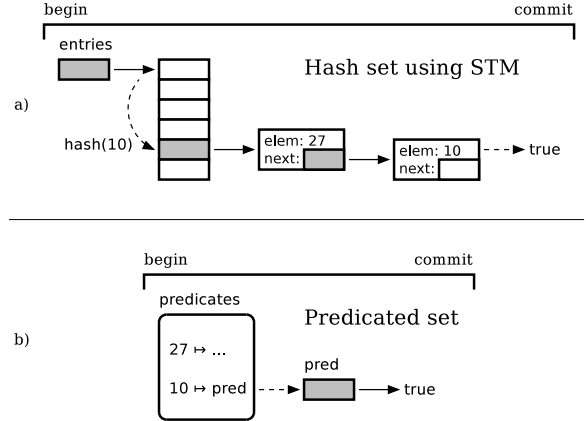 begin commit
entries
Hash set using STM
a)
hash(10)
elem: 27
next:
elem: 10
next:
true
begin commit
predicates
Predicated set
b)
27 ↦ ...
pred
10 ↦ pred
true